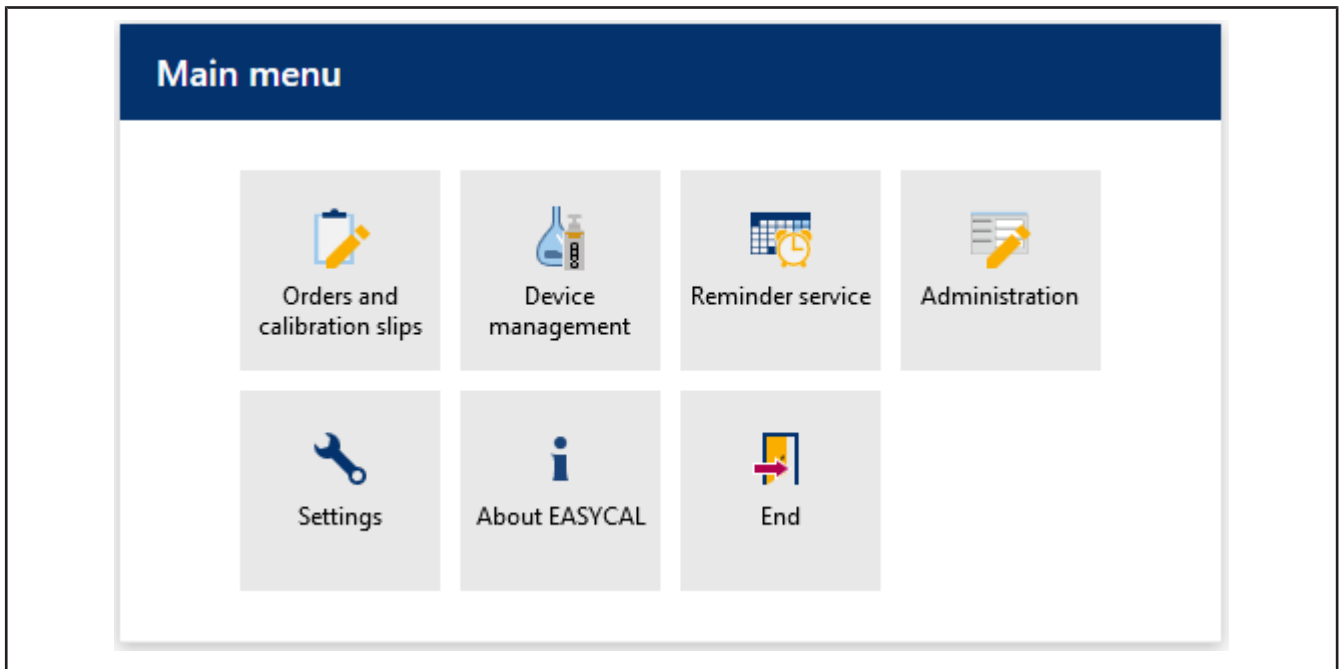 Main menu
Orders and
calibration slips
Device
management
Reminder service
Administration
Settings
About EASYCAL
End